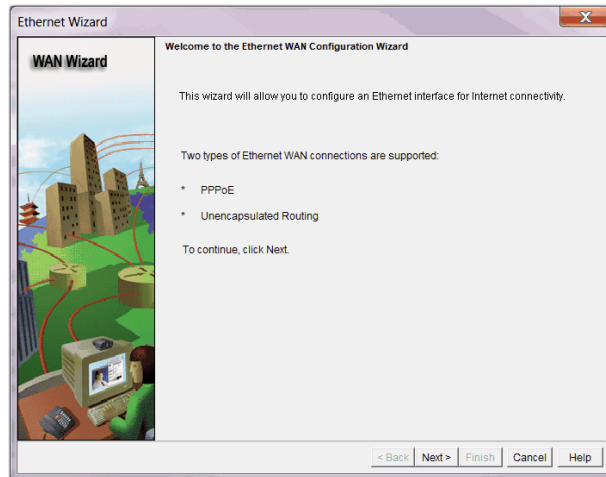 Ethernet Wizard
X
WAN Wizard
Welcome to the Ethernet WAN Configuration Wizard
This wizard will allow you to configure an Ethernet interface for Internet connectivity.
Two types of Ethernet WAN connections are supported:
* PPPoE
* Unencapsulated Routing
To continue, click Next.
< Back Next > Finish Cancel Help